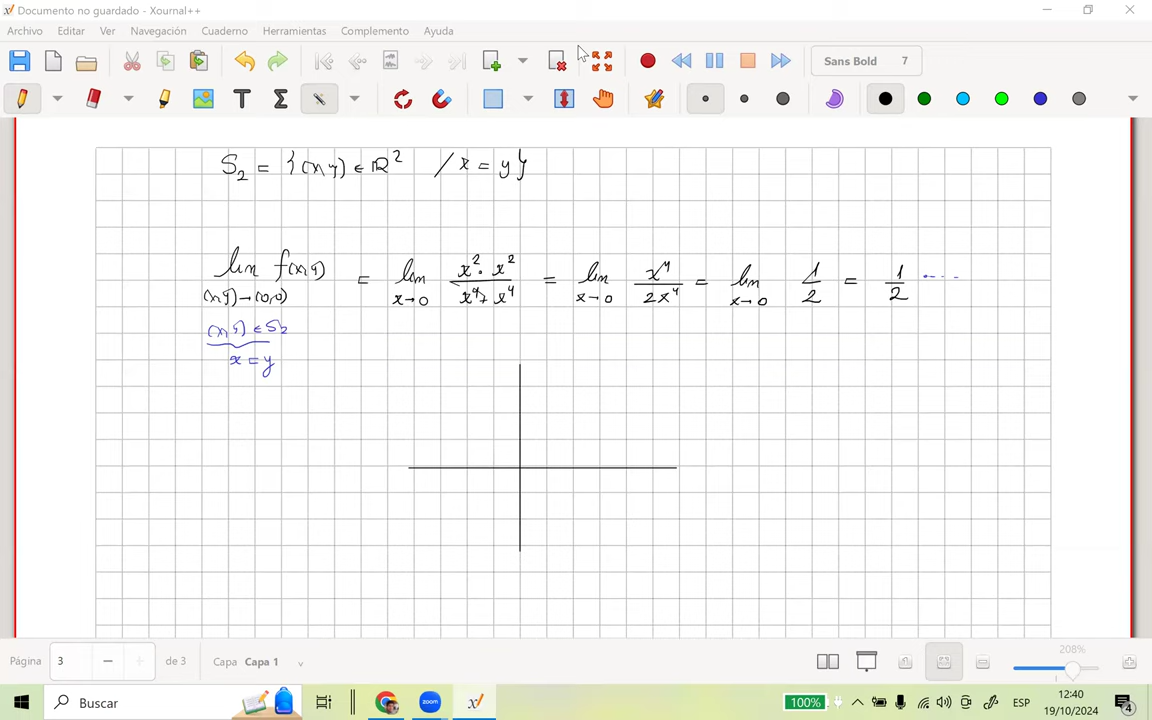 Documento no guardado - Xournal++
Archivo Editar Ver Navegación Cuaderno Herramientas Complemento Ayuda
Sans Bold 7
S₂ = {(x,y) ∈ ℝ² / x = y}
lim f(x,y) = lim x²·x² / x⁴+x⁴ = lim x⁴ / 2x⁴ = lim 1/2 = 1/2
(x,y)→(0,0) x→0 x→0 x→0
(x,y) ∈ S₂
x = y
Página 3 de 3 Capa Capa 1 208%
Buscar 100% ESP 12:40
19/10/2024 4